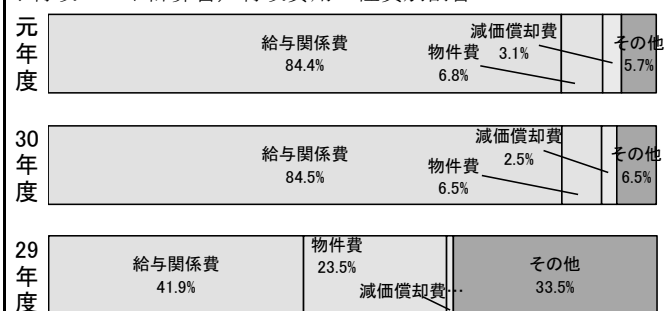 元年度
給与関係費
84.4%
物件費
6.8%
減価償却費
3.1%
その他
5.7%
30年度
給与関係費
84.5%
物件費
6.5%
減価償却費
2.5%
その他
6.5%
29年度
給与関係費
41.9%
物件費
23.5%
減価償却費…
その他
33.5%